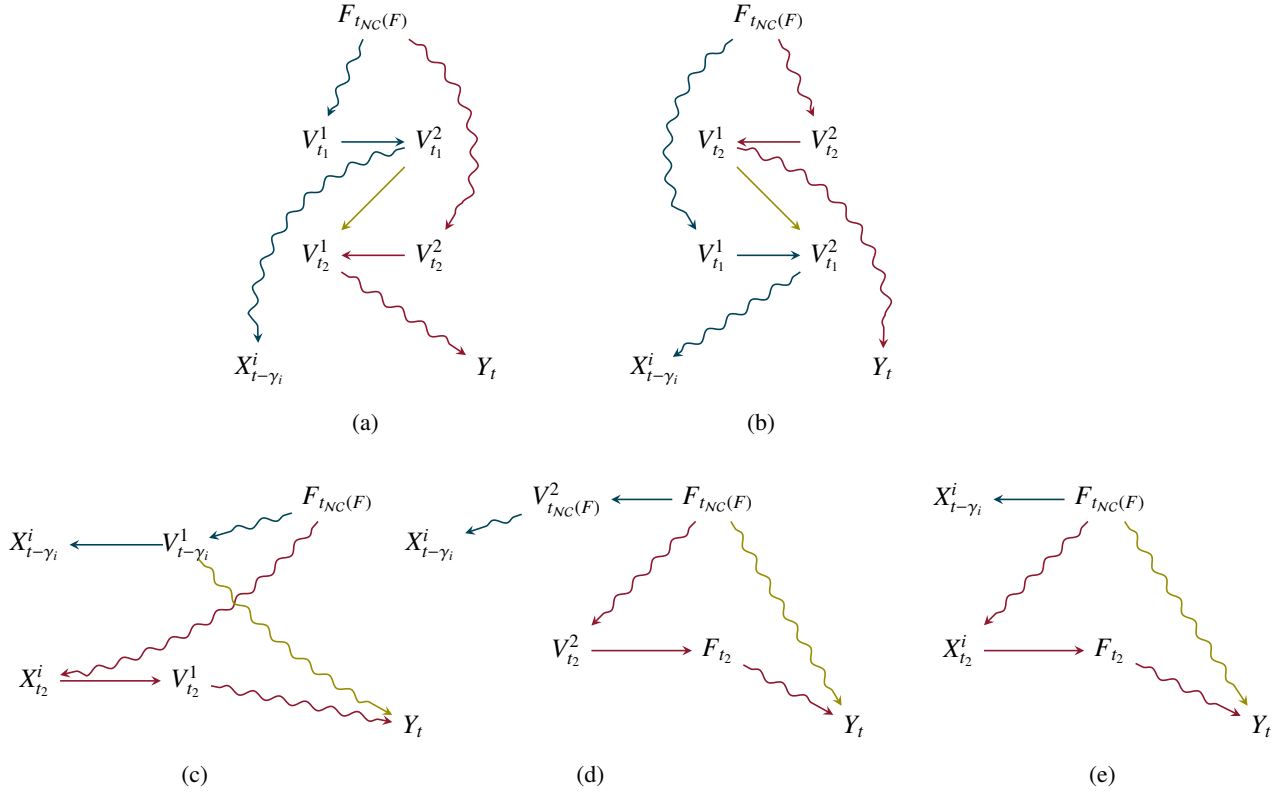 F_{t_{NC}(F)} F_{t_{NC}(F)}
V^1_{t_1} V^2_{t_1} V^1_{t_2} V^2_{t_2}
V^1_{t_2} V^2_{t_2} V^1_{t_1} V^2_{t_1}
X^i_{t-γ_i} Y_t X^i_{t-γ_i} Y_t
(a) (b)
F_{t_{NC}(F)} V^2_{t_{NC}(F)} F_{t_{NC}(F)} X^i_{t-γ_i} F_{t_{NC}(F)}
X^i_{t-γ_i} V^1_{t-γ_i} X^i_{t-γ_i}
X^i_{t_2} V^1_{t_2} V^2_{t_2} F_{t_2} X^i_{t_2} F_{t_2}
Y_t Y_t Y_t
(c) (d) (e)